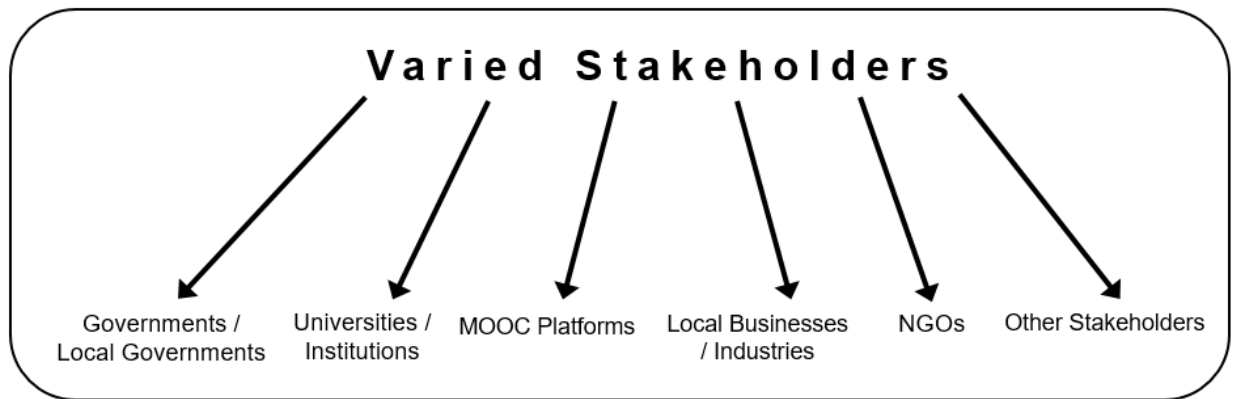 Varied Stakeholders
Governments /
Local Governments
Universities /
Institutions
MOOC Platforms
Local Businesses
/ Industries
NGOs
Other Stakeholders